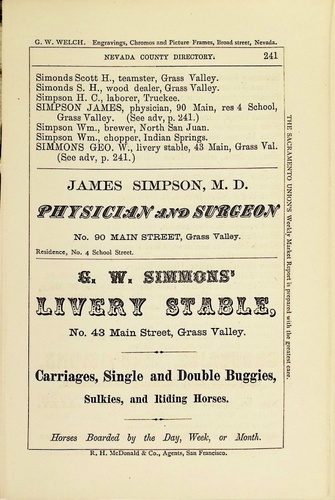 G. W. WELCH. Engravings, Chromos and Picture Frames, Broad street, Nevada.
NEVADA COUNTY DIRECTORY. 241
Simonds Scott H., teamster, Grass Valley.
Simonds S. H., wood dealer, Grass Valley.
Simpson H. C., laborer, Truckee.
SIMPSON JAMES, physician, 90 Main, res 4 School,
Grass Valley. (See adv, p. 241.)
Simpson Wm., brewer, North San Juan.
Simpson Wm., chopper, Indian Springs.
SIMMONS GEO. W., livery stable, 43 Main, Grass Val.
(See adv, p. 241.)
JAMES SIMPSON, M. D.
PHYSICIAN AND SURGEON
No. 90 MAIN STREET, Grass Valley.
Residence, No. 4 School Street.
G. W. SIMMONS'
LIVERY STABLE,
No. 43 Main Street, Grass Valley.
Carriages, Single and Double Buggies,
Sulkies, and Riding Horses.
Horses Boarded by the Day, Week, or Month.
R. H. McDonald & Co., Agents, San Francisco.
THE SACRAMENTO UNION'S Weekly Market Report is prepared with the greatest care.